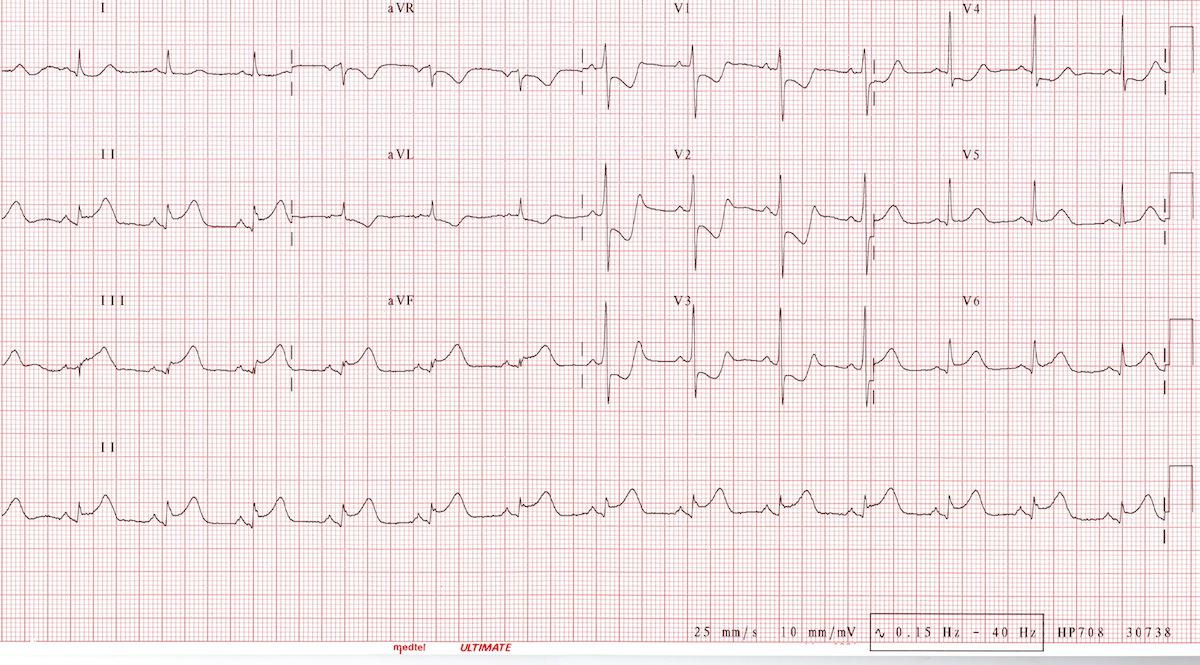 I aVR V1 V4
II aVL V2 V5
III aVF V3 V6
II
25 mm/s 10 mm/mV ∿ 0.15 Hz - 40 Hz HP708 30738
medtel ULTIMATE